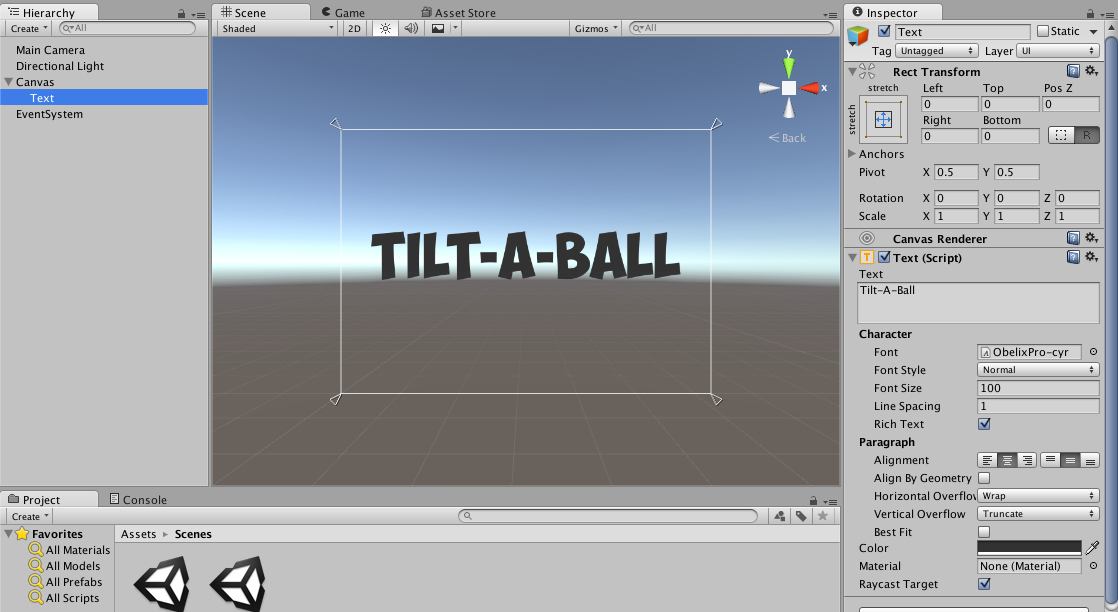 Hierarchy
Create
All
Main Camera
Directional Light
Canvas
Text
EventSystem
Scene
Game
Asset Store
Shaded
2D
Gizmos
All
y
x
Back
TILT-A-BALL
Project
Console
Create
Favorites
All Materials
All Models
All Prefabs
All Scripts
Assets
Scenes
Inspector
Text
Static
Tag Untagged Layer UI
Rect Transform
stretch Left Top Pos Z
stretch
0 0 0
Right Bottom
0 0
R
Anchors
Pivot X 0.5 Y 0.5
Rotation X 0 Y 0 Z 0
Scale X 1 Y 1 Z 1
Canvas Renderer
T Text (Script)
Text
Tilt-A-Ball
Character
Font ObelixPro-cyr
Font Style Normal
Font Size 100
Line Spacing 1
Rich Text
Paragraph
Alignment
Align By Geometry
Horizontal Overflow Wrap
Vertical Overflow Truncate
Best Fit
Color
Material None (Material)
Raycast Target